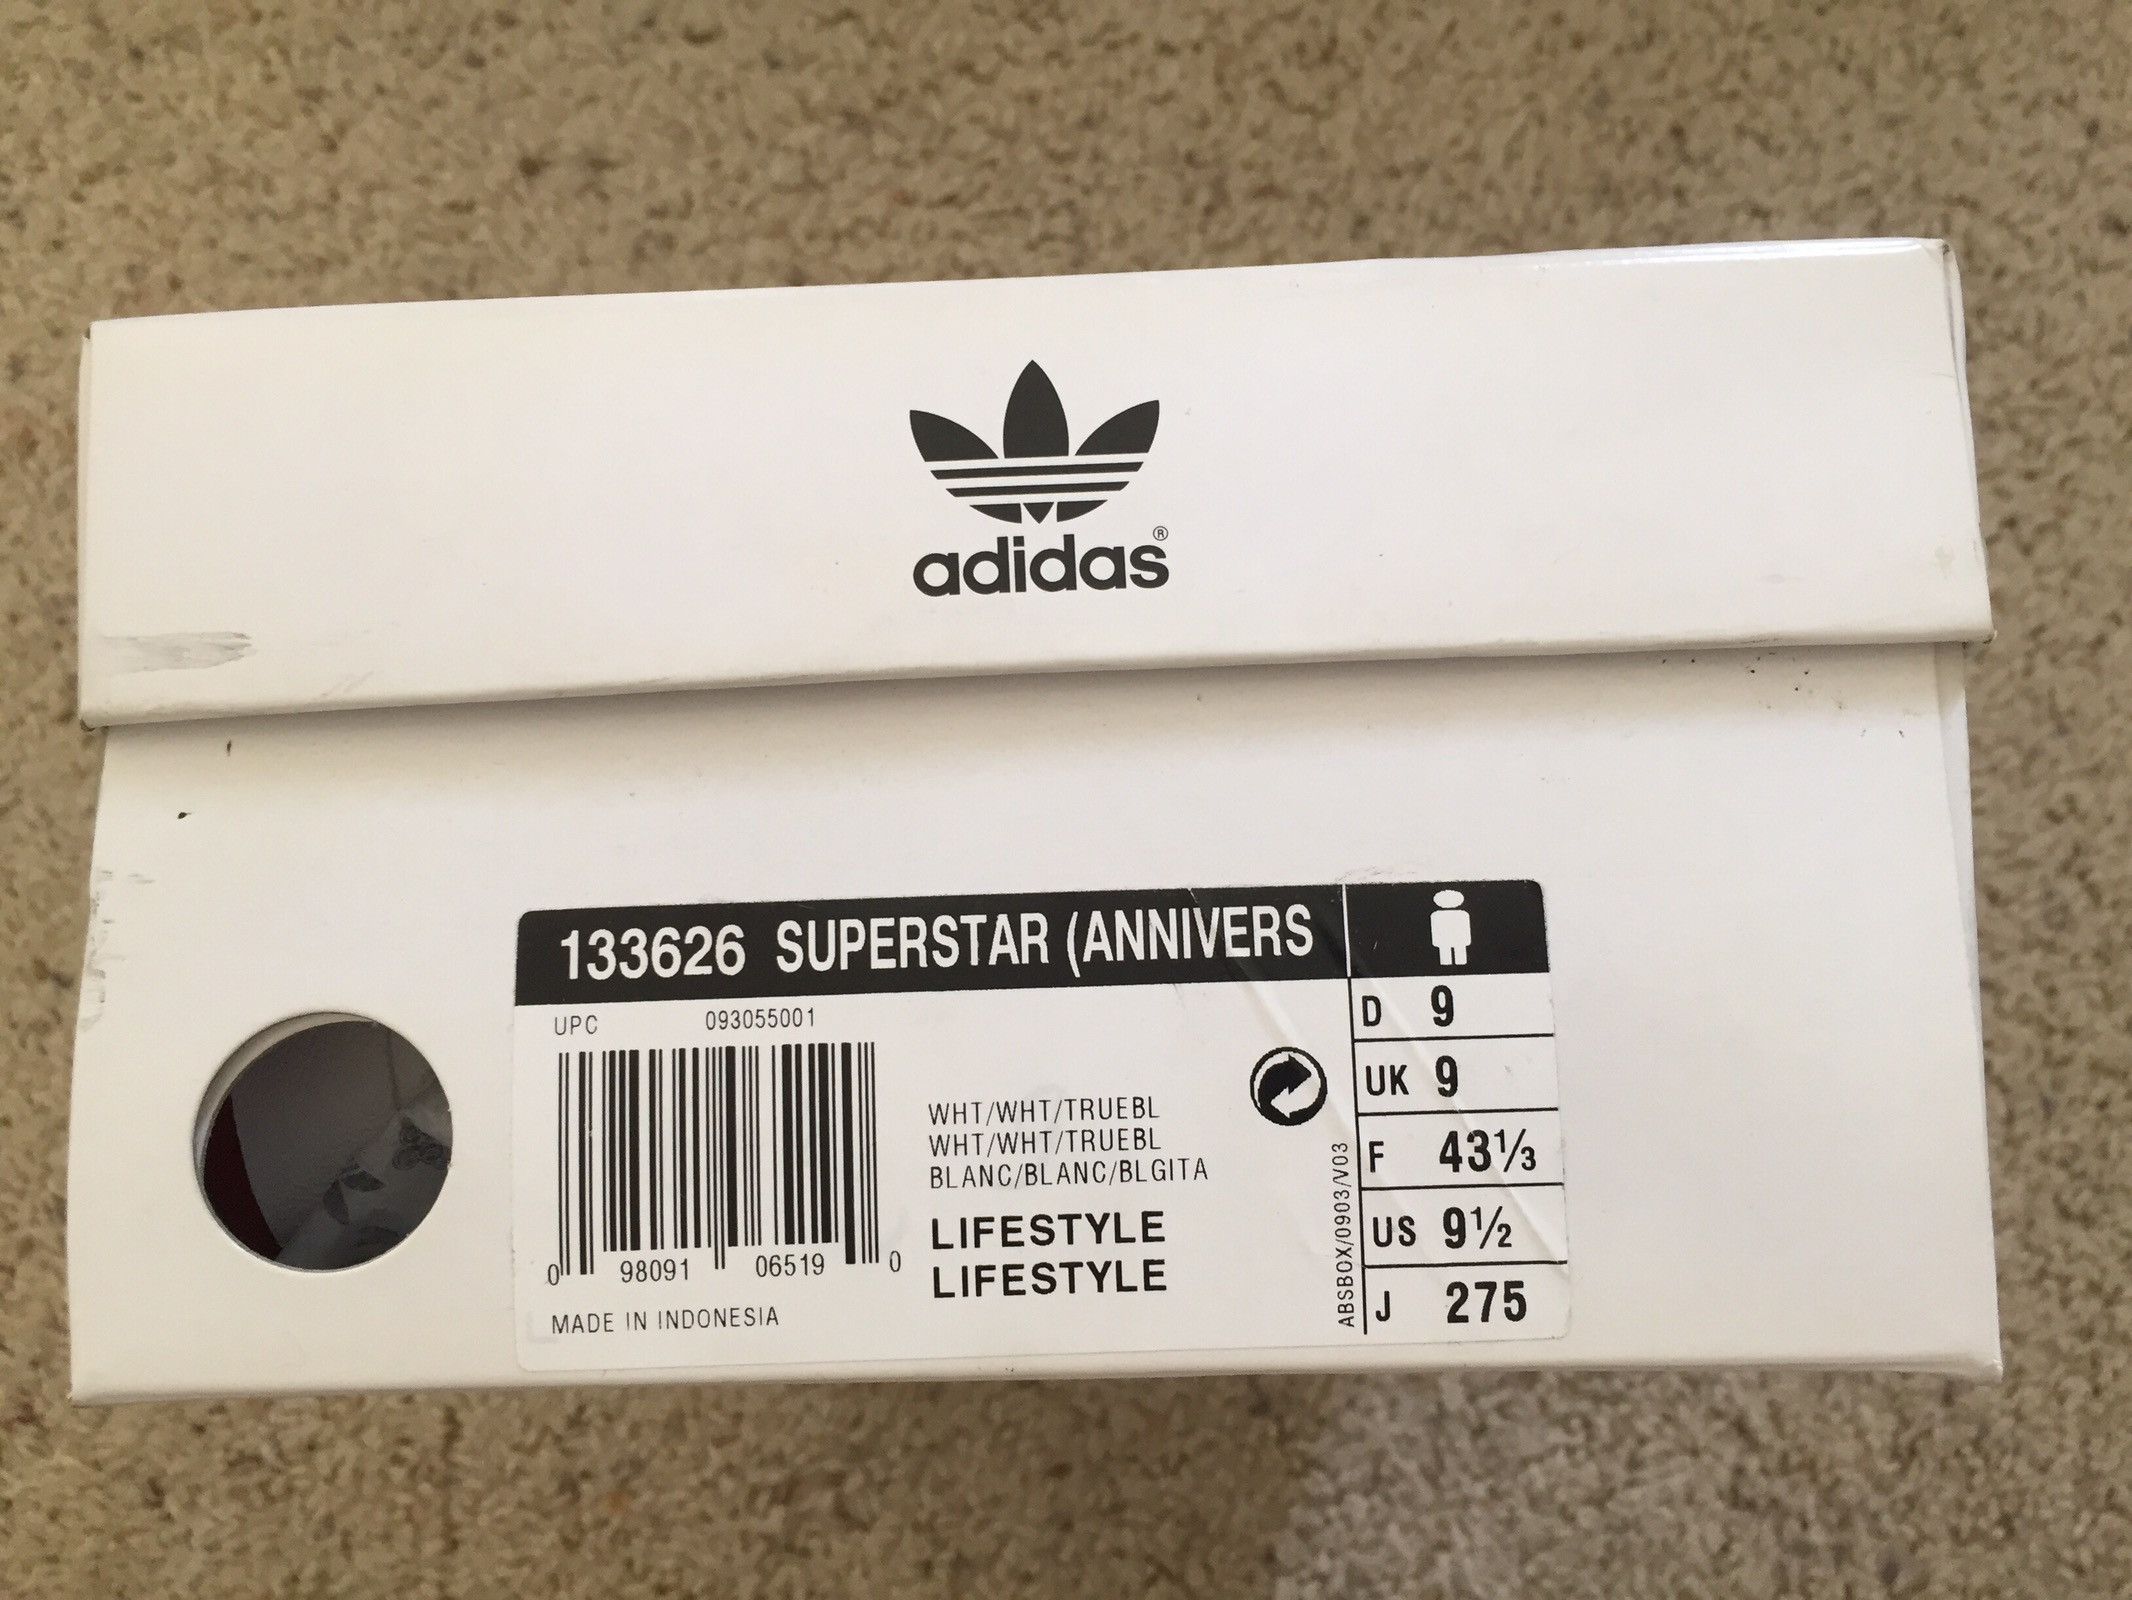 adidas®
133626 SUPERSTAR (ANNIVERS
UPC 093055001
0 98091 06519 0
MADE IN INDONESIA
WHT/WHT/TRUEBL
WHT/WHT/TRUEBL
BLANC/BLANC/BLGITA
LIFESTYLE
LIFESTYLE
ABSBOX/0903/V03
D 9
UK 9
F 43⅓
US 9½
J 275